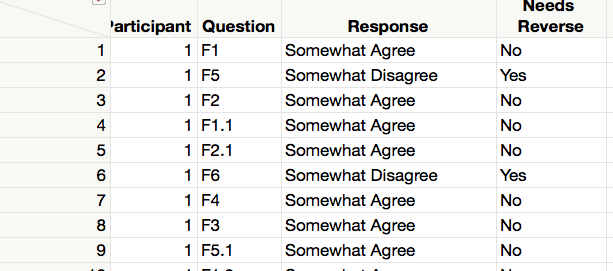 Participant Question Response Needs Reverse
1 1 F1 Somewhat Agree No
2 1 F5 Somewhat Disagree Yes
3 1 F2 Somewhat Agree No
4 1 F1.1 Somewhat Agree No
5 1 F2.1 Somewhat Agree No
6 1 F6 Somewhat Disagree Yes
7 1 F4 Somewhat Agree No
8 1 F3 Somewhat Agree No
9 1 F5.1 Somewhat Agree No